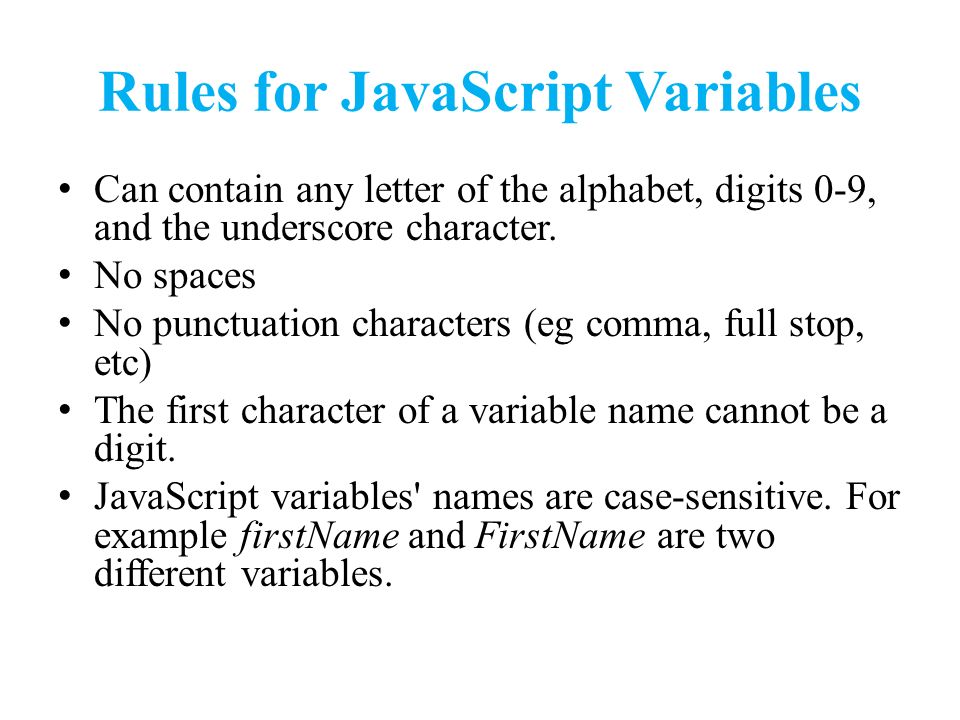 Rules for JavaScript Variables
• Can contain any letter of the alphabet, digits 0-9,
and the underscore character.
• No spaces
• No punctuation characters (eg comma, full stop,
etc)
• The first character of a variable name cannot be a
digit.
• JavaScript variables' names are case-sensitive. For
example firstName and FirstName are two
different variables.